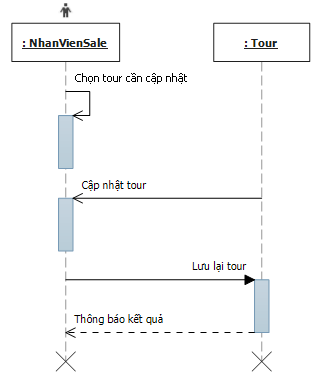 : NhanVienSale
: Tour
Chọn tour cần cập nhật
Cập nhật tour
Lưu lại tour
Thông báo kết quả